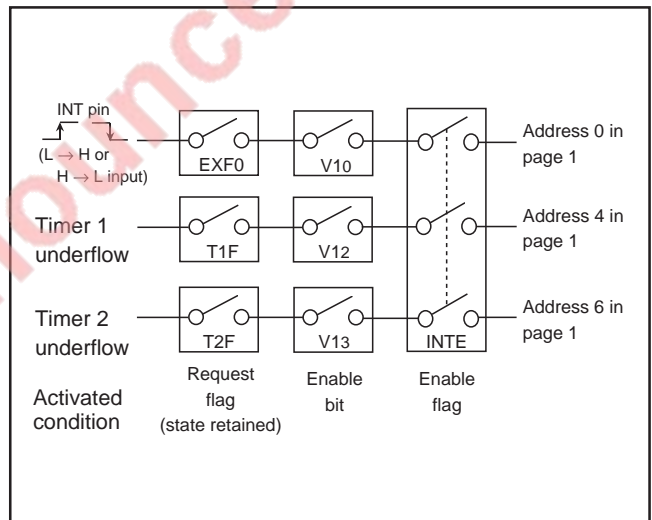 INT pin
(L → H or
H → L input)
EXF0
V10
Address 0 in
page 1
Timer 1
underflow
T1F
V12
Address 4 in
page 1
Timer 2
underflow
T2F
V13
INTE
Address 6 in
page 1
Activated
condition
Request
flag
(state retained)
Enable
bit
Enable
flag
ounce